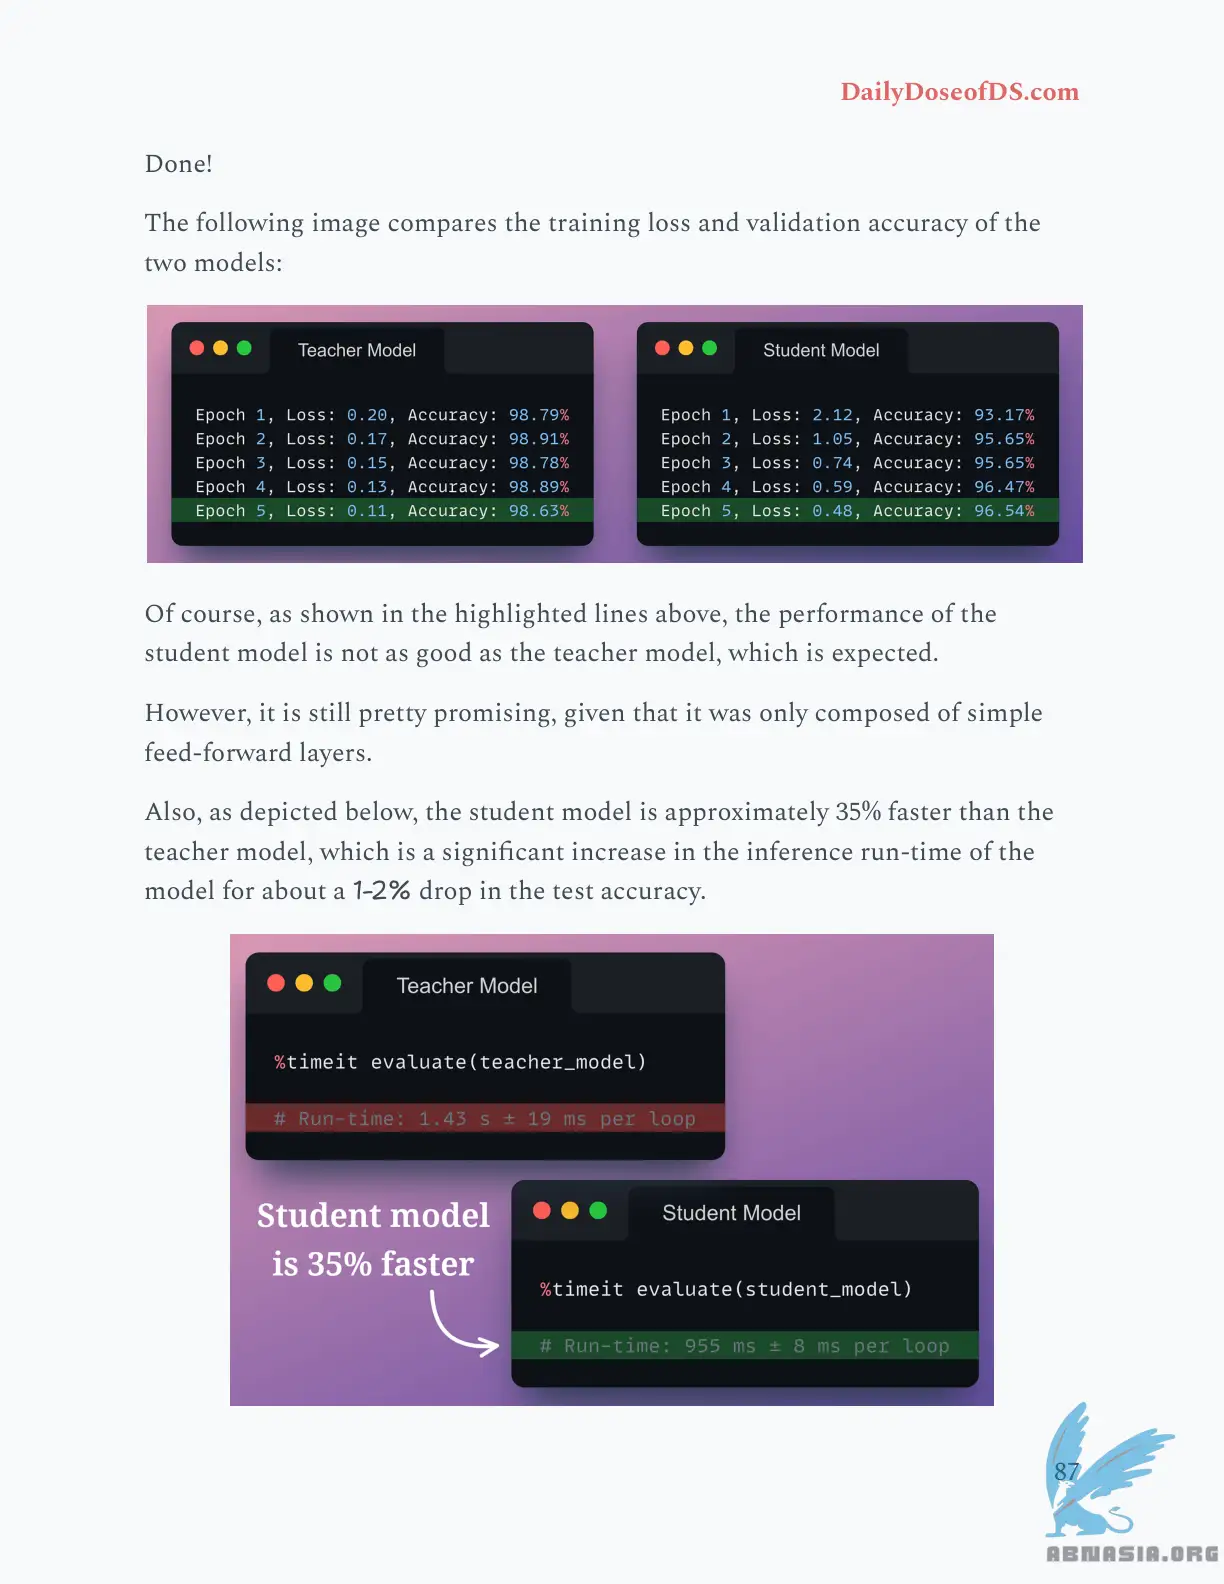 DailyDoseofDS.com
Done!
The following image compares the training loss and validation accuracy of the
two models:
Teacher Model
Epoch 1, Loss: 0.20, Accuracy: 98.79%
Epoch 2, Loss: 0.17, Accuracy: 98.91%
Epoch 3, Loss: 0.15, Accuracy: 98.78%
Epoch 4, Loss: 0.13, Accuracy: 98.89%
Epoch 5, Loss: 0.11, Accuracy: 98.63%
Student Model
Epoch 1, Loss: 2.12, Accuracy: 93.17%
Epoch 2, Loss: 1.05, Accuracy: 95.65%
Epoch 3, Loss: 0.74, Accuracy: 95.65%
Epoch 4, Loss: 0.59, Accuracy: 96.47%
Epoch 5, Loss: 0.48, Accuracy: 96.54%
Of course, as shown in the highlighted lines above, the performance of the
student model is not as good as the teacher model, which is expected.
However, it is still pretty promising, given that it was only composed of simple
feed-forward layers.
Also, as depicted below, the student model is approximately 35% faster than the
teacher model, which is a significant increase in the inference run-time of the
model for about a 1-2% drop in the test accuracy.
Teacher Model
%timeit evaluate(teacher_model)
# Run-time: 1.43 s ± 19 ms per loop
Student model
is 35% faster
Student Model
%timeit evaluate(student_model)
# Run-time: 955 ms ± 8 ms per loop
87
ABNASIA.ORG